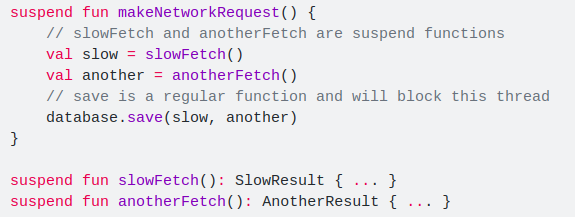 suspend fun makeNetworkRequest() {
    // slowFetch and anotherFetch are suspend functions
    val slow = slowFetch()
    val another = anotherFetch()
    // save is a regular function and will block this thread
    database.save(slow, another)
}

suspend fun slowFetch(): SlowResult { ... }
suspend fun anotherFetch(): AnotherResult { ... }